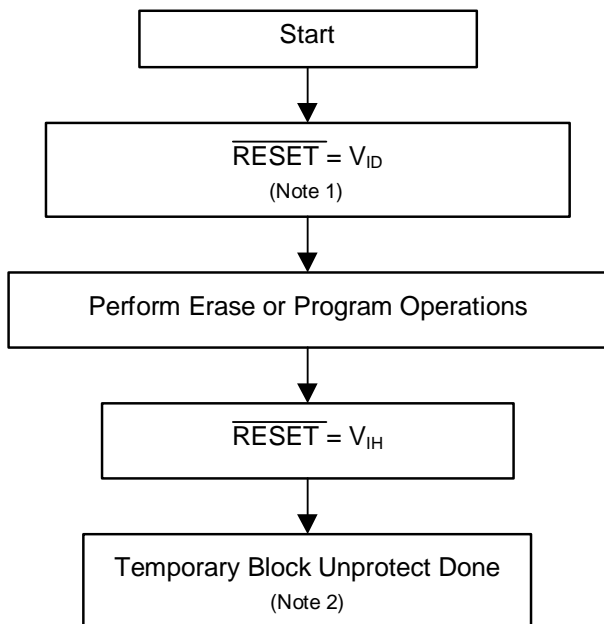 Start
RESET = VID
(Note 1)
Perform Erase or Program Operations
RESET = VIH
Temporary Block Unprotect Done
(Note 2)